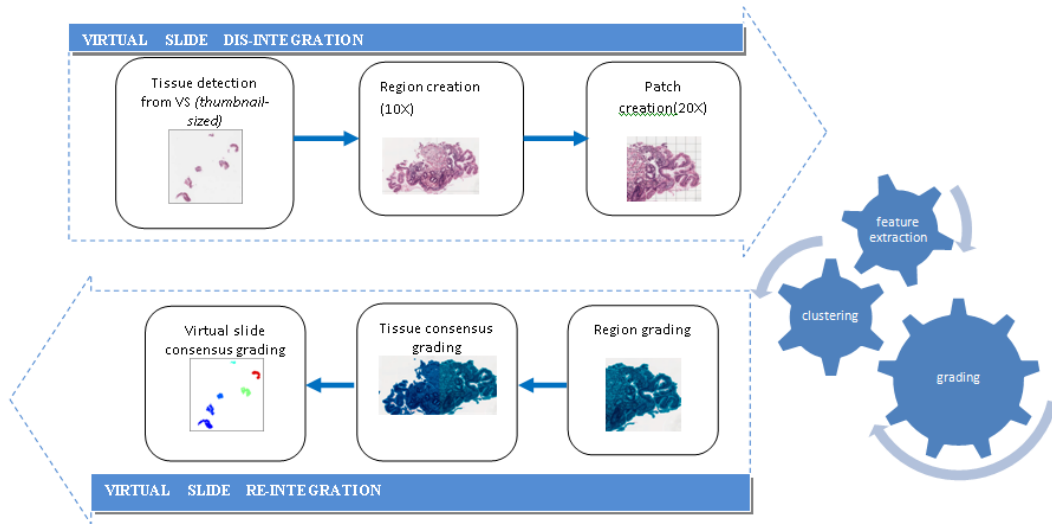 VIRTUAL SLIDE DIS-INTEGRATION
Tissue detection
from VS (thumbnail-
sized)
Region creation
(10X)
Patch
creation(20X)
feature
extraction
clustering
grading
Virtual slide
consensus grading
Tissue consensus
grading
Region grading
VIRTUAL SLIDE RE-INTEGRATION